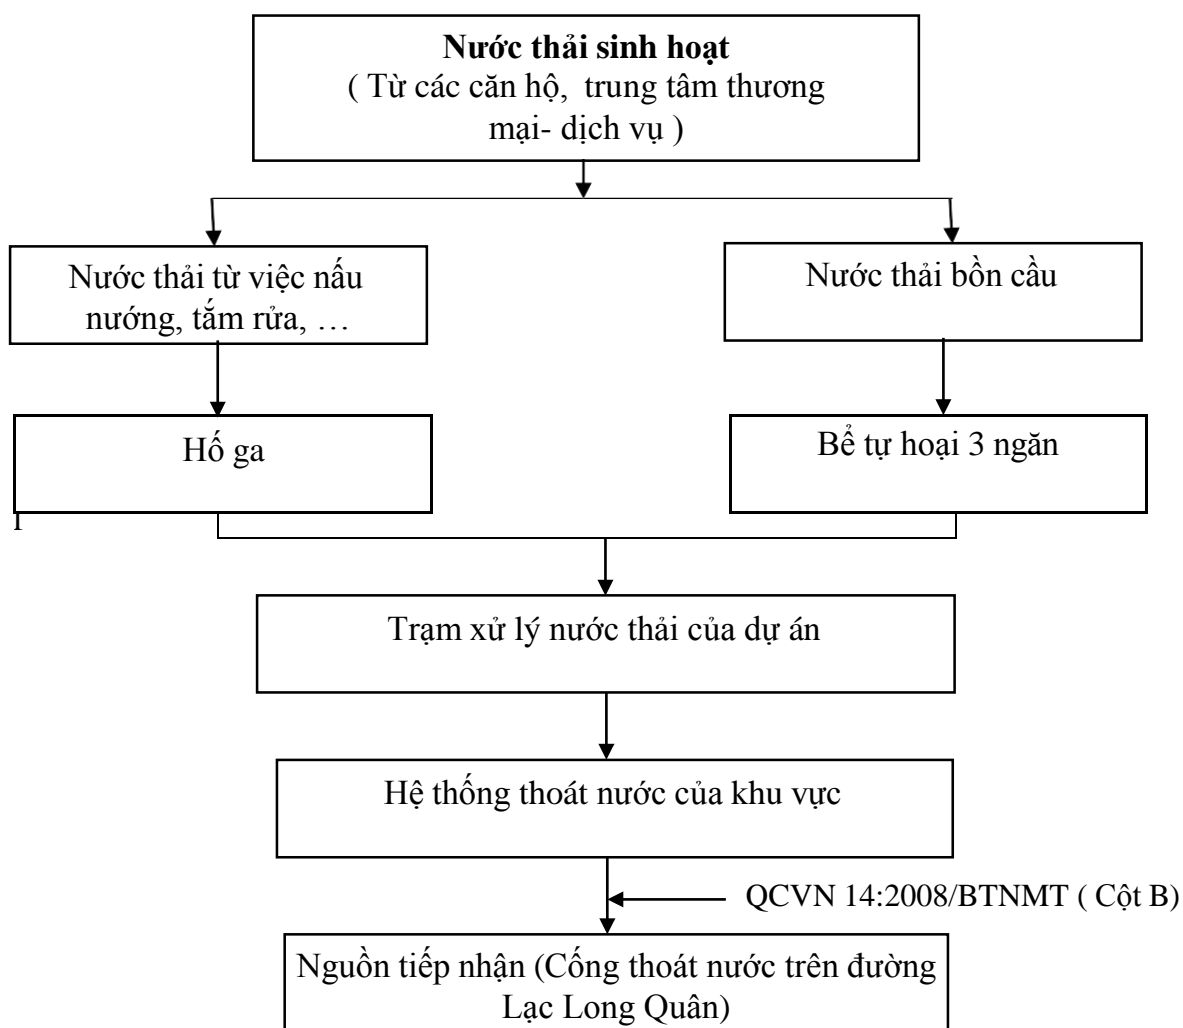 Nước thải sinh hoạt
( Từ các căn hộ, trung tâm thương
mại- dịch vụ )
Nước thải từ việc nấu
nướng, tắm rửa, …
Nước thải bồn cầu
Hố ga
Bể tự hoại 3 ngăn
Trạm xử lý nước thải của dự án
Hệ thống thoát nước của khu vực
QCVN 14:2008/BTNMT ( Cột B)
Nguồn tiếp nhận (Cống thoát nước trên đường
Lạc Long Quân)